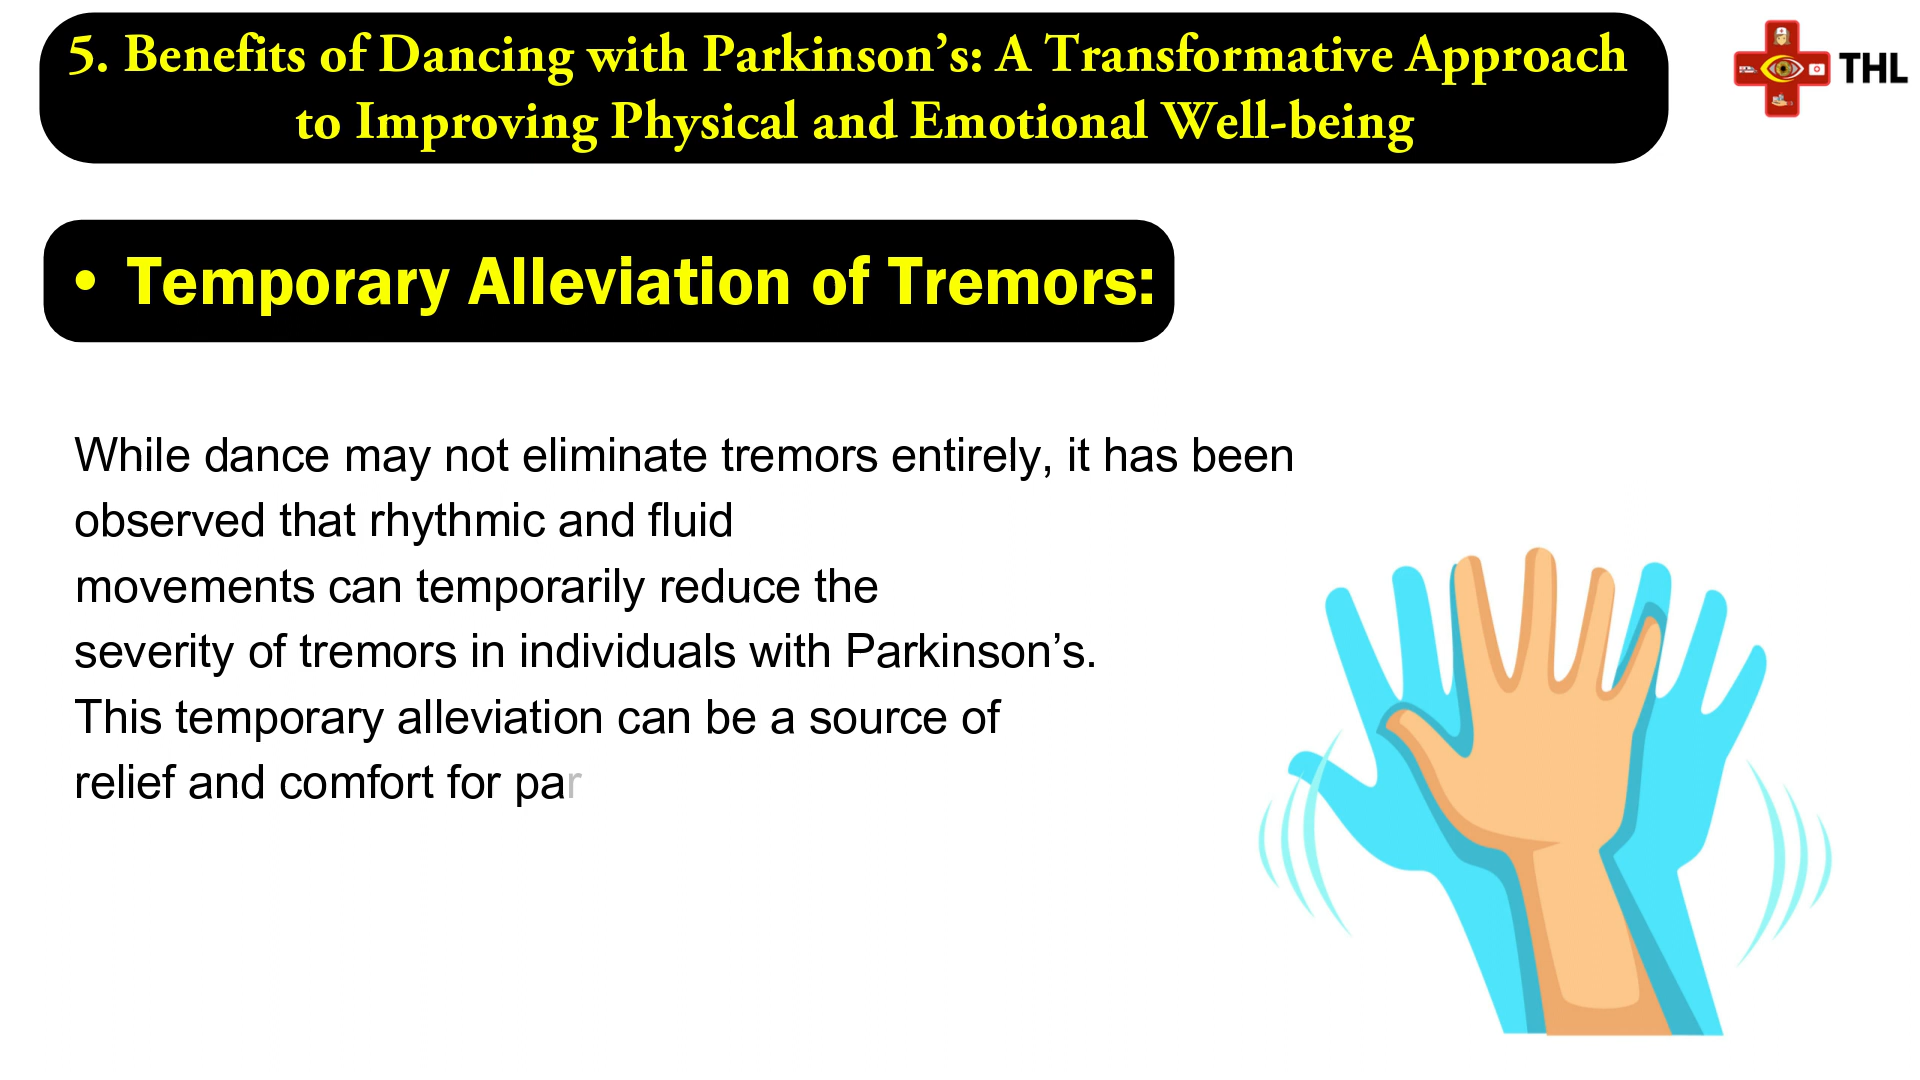 5. Benefits of Dancing with Parkinson’s: A Transformative Approach
to Improving Physical and Emotional Well-being
THL
• Temporary Alleviation of Tremors:
While dance may not eliminate tremors entirely, it has been
observed that rhythmic and fluid
movements can temporarily reduce the
severity of tremors in individuals with Parkinson’s.
This temporary alleviation can be a source of
relief and comfort for par